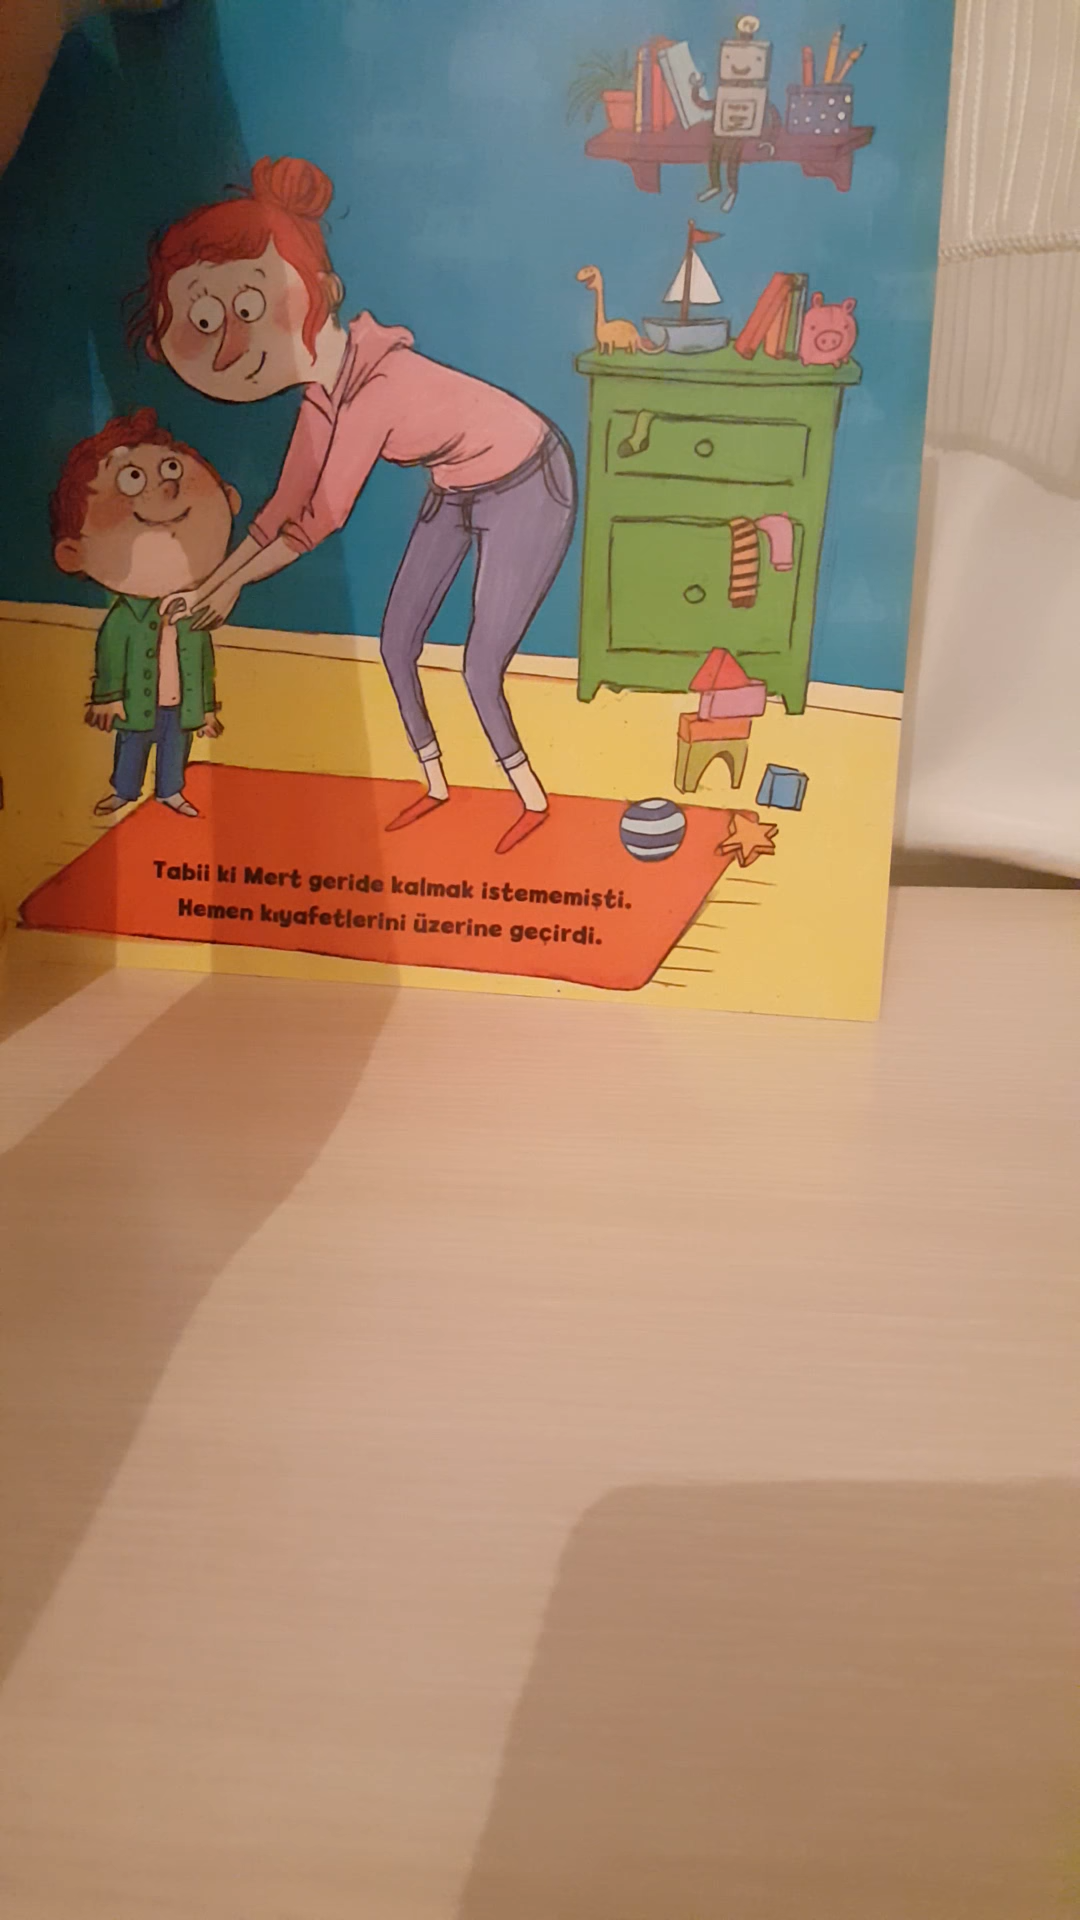 Tabii ki Mert geride kalmak istememişti.
Hemen kıyafetlerini üzerine geçirdi.